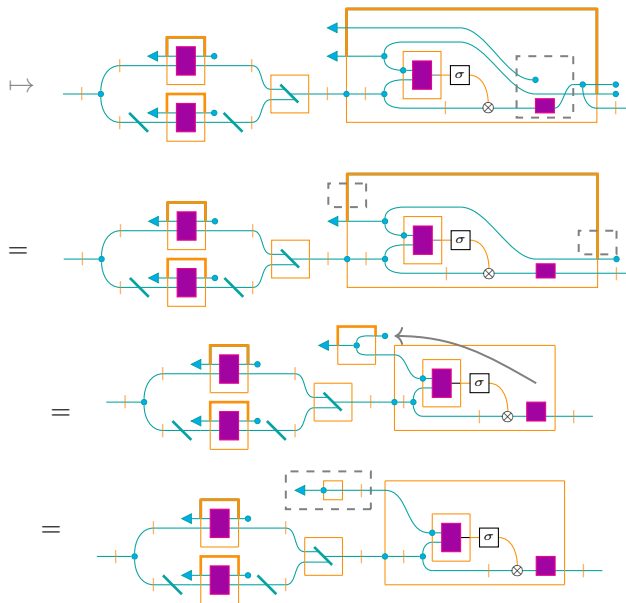 ↦ σ
= σ
= σ
= σ